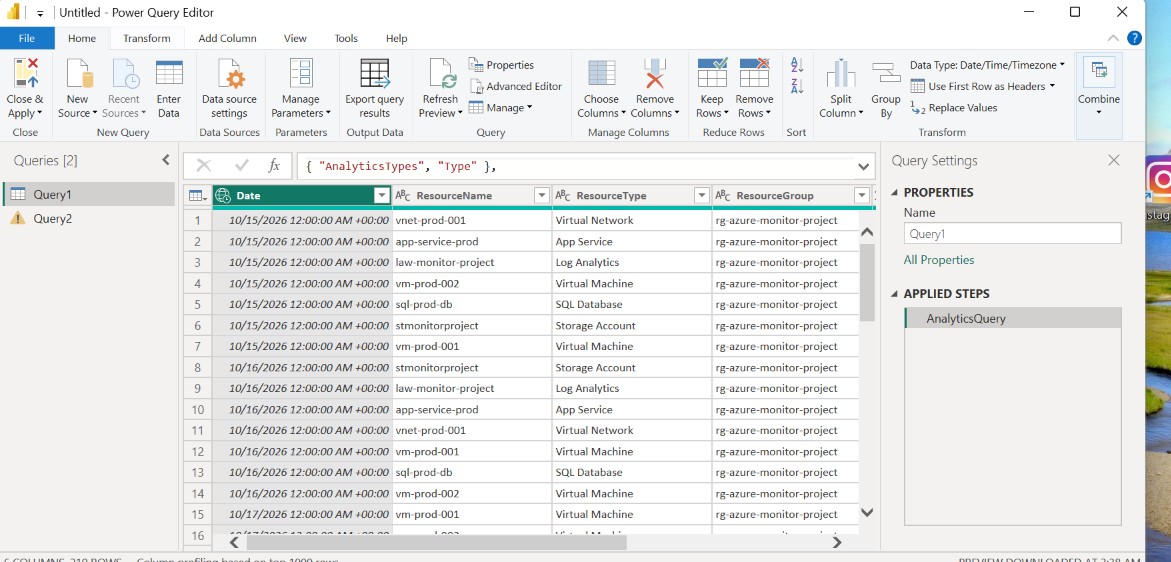 Untitled - Power Query Editor
File Home Transform Add Column View Tools Help
Close & Apply
New Source
Recent Sources
Enter Data
Data source settings
Manage Parameters
Export query results
Refresh Preview
Properties
Advanced Editor
Manage
Choose Columns
Remove Columns
Keep Rows
Remove Rows
Split Column
Group By
Data Type: Date/Time/Timezone
Use First Row as Headers
Replace Values
Combine
Close New Query Data Sources Parameters Output Data Query Manage Columns Reduce Rows Sort Transform
Queries [2]
Query1
Query2
fx { "AnalyticsTypes", "Type" },
Date ResourceName ResourceType ResourceGroup
1 10/15/2026 12:00:00 AM +00:00 vnet-prod-001 Virtual Network rg-azure-monitor-project
2 10/15/2026 12:00:00 AM +00:00 app-service-prod App Service rg-azure-monitor-project
3 10/15/2026 12:00:00 AM +00:00 law-monitor-project Log Analytics rg-azure-monitor-project
4 10/15/2026 12:00:00 AM +00:00 vm-prod-002 Virtual Machine rg-azure-monitor-project
5 10/15/2026 12:00:00 AM +00:00 sql-prod-db SQL Database rg-azure-monitor-project
6 10/15/2026 12:00:00 AM +00:00 stmonitorproject Storage Account rg-azure-monitor-project
7 10/15/2026 12:00:00 AM +00:00 vm-prod-001 Virtual Machine rg-azure-monitor-project
8 10/16/2026 12:00:00 AM +00:00 stmonitorproject Storage Account rg-azure-monitor-project
9 10/16/2026 12:00:00 AM +00:00 law-monitor-project Log Analytics rg-azure-monitor-project
10 10/16/2026 12:00:00 AM +00:00 app-service-prod App Service rg-azure-monitor-project
11 10/16/2026 12:00:00 AM +00:00 vnet-prod-001 Virtual Network rg-azure-monitor-project
12 10/16/2026 12:00:00 AM +00:00 vm-prod-001 Virtual Machine rg-azure-monitor-project
13 10/16/2026 12:00:00 AM +00:00 sql-prod-db SQL Database rg-azure-monitor-project
14 10/16/2026 12:00:00 AM +00:00 vm-prod-002 Virtual Machine rg-azure-monitor-project
15 10/17/2026 12:00:00 AM +00:00 vm-prod-001 Virtual Machine rg-azure-monitor-project
16
Query Settings
PROPERTIES
Name
Query1
All Properties
APPLIED STEPS
AnalyticsQuery
COLUMNS, 210 ROWS Column profiling based on top 1000 rows
PREVIEW DOWNLOADED AT